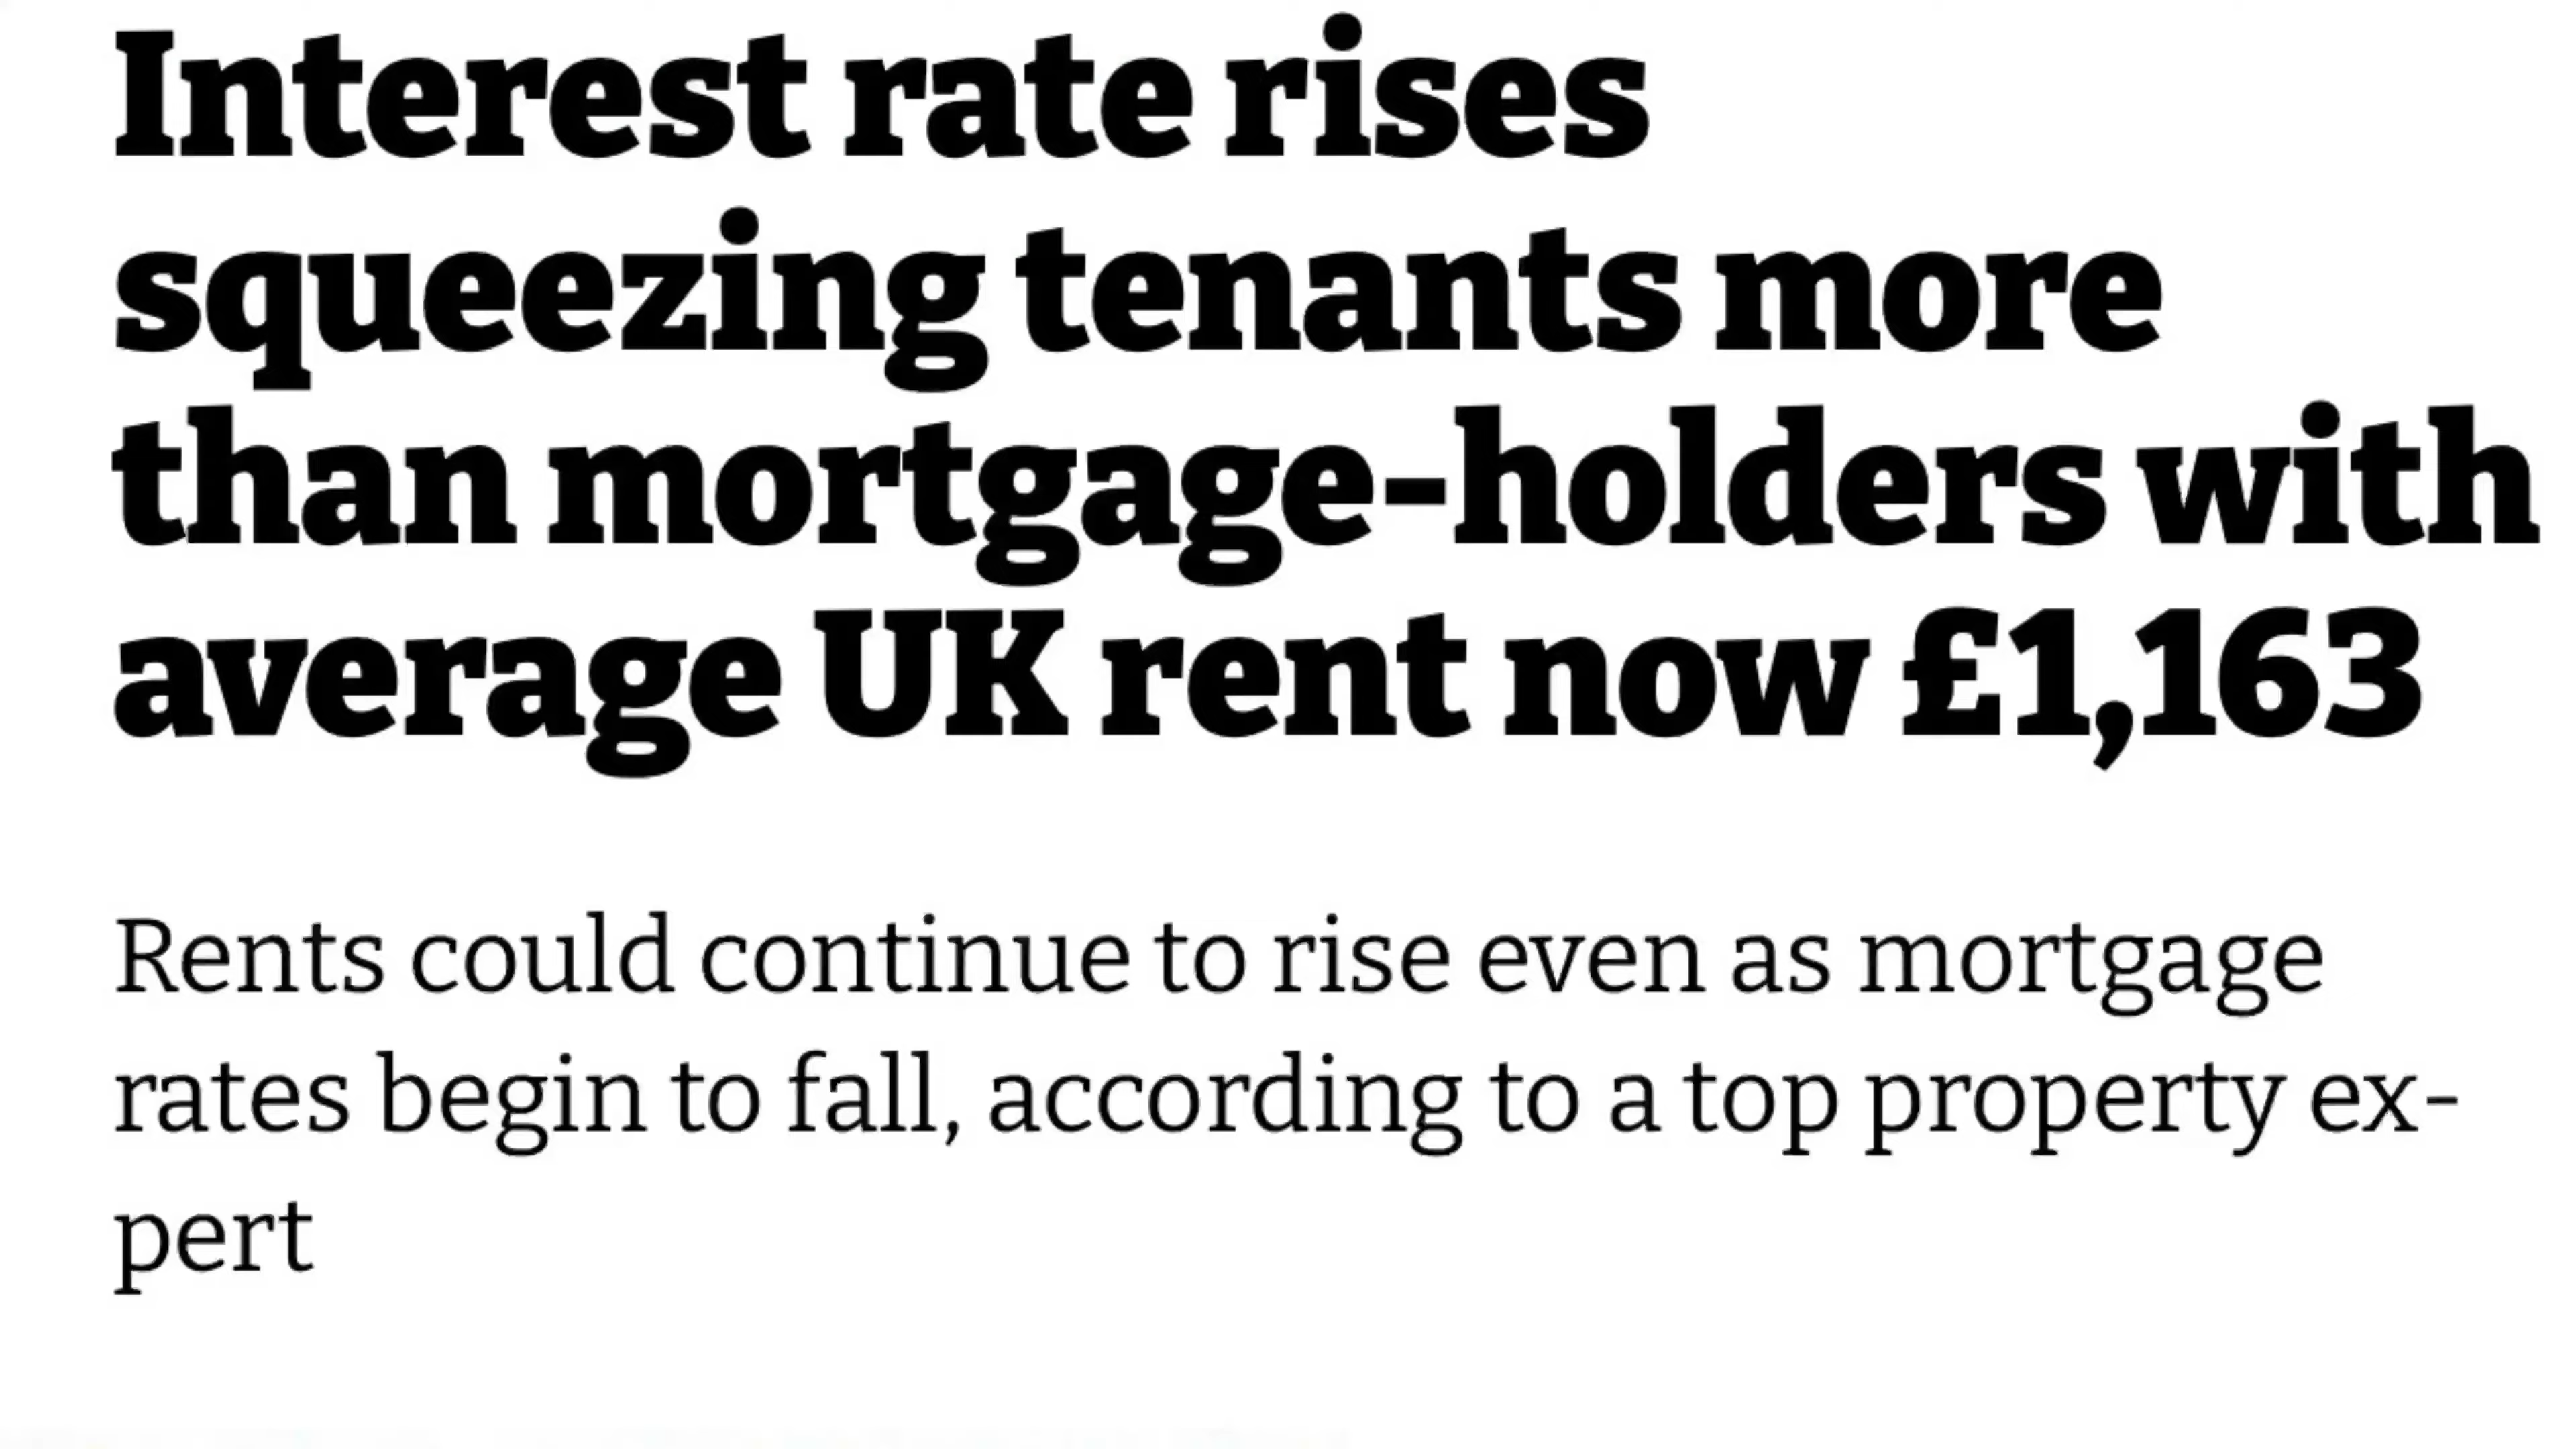 Interest rate rises
squeezing tenants more
than mortgage-holders with
average UK rent now £1,163
Rents could continue to rise even as mortgage
rates begin to fall, according to a top property ex-
pert